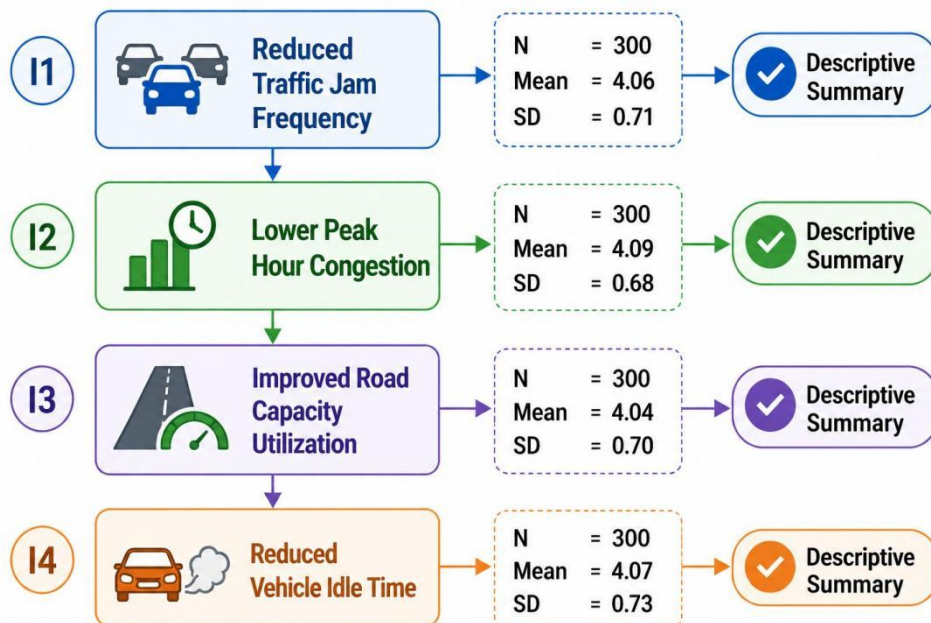 I1
Reduced
Traffic Jam
Frequency
N = 300
Mean = 4.06
SD = 0.71
Descriptive
Summary
I2
Lower Peak
Hour Congestion
N = 300
Mean = 4.09
SD = 0.68
Descriptive
Summary
I3
Improved Road
Capacity
Utilization
N = 300
Mean = 4.04
SD = 0.70
Descriptive
Summary
I4
Reduced
Vehicle Idle Time
N = 300
Mean = 4.07
SD = 0.73
Descriptive
Summary